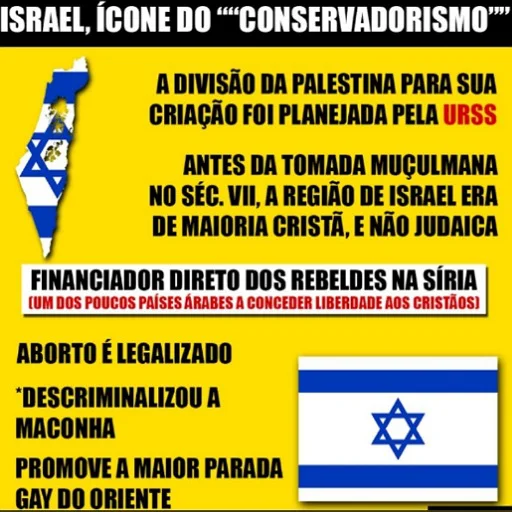 ISRAEL, ÍCONE DO ““CONSERVADORISMO””
A DIVISÃO DA PALESTINA PARA SUA
CRIAÇÃO FOI PLANEJADA PELA URSS
ANTES DA TOMADA MUÇULMANA
NO SÉC. VII, A REGIÃO DE ISRAEL ERA
DE MAIORIA CRISTÃ, E NÃO JUDAICA
FINANCIADOR DIRETO DOS REBELDES NA SÍRIA
(UM DOS POUCOS PAÍSES ÁRABES A CONCEDER LIBERDADE AOS CRISTÃOS)
ABORTO É LEGALIZADO
*DESCRIMINALIZOU A
MACONHA
PROMOVE A MAIOR PARADA
GAY DO ORIENTE